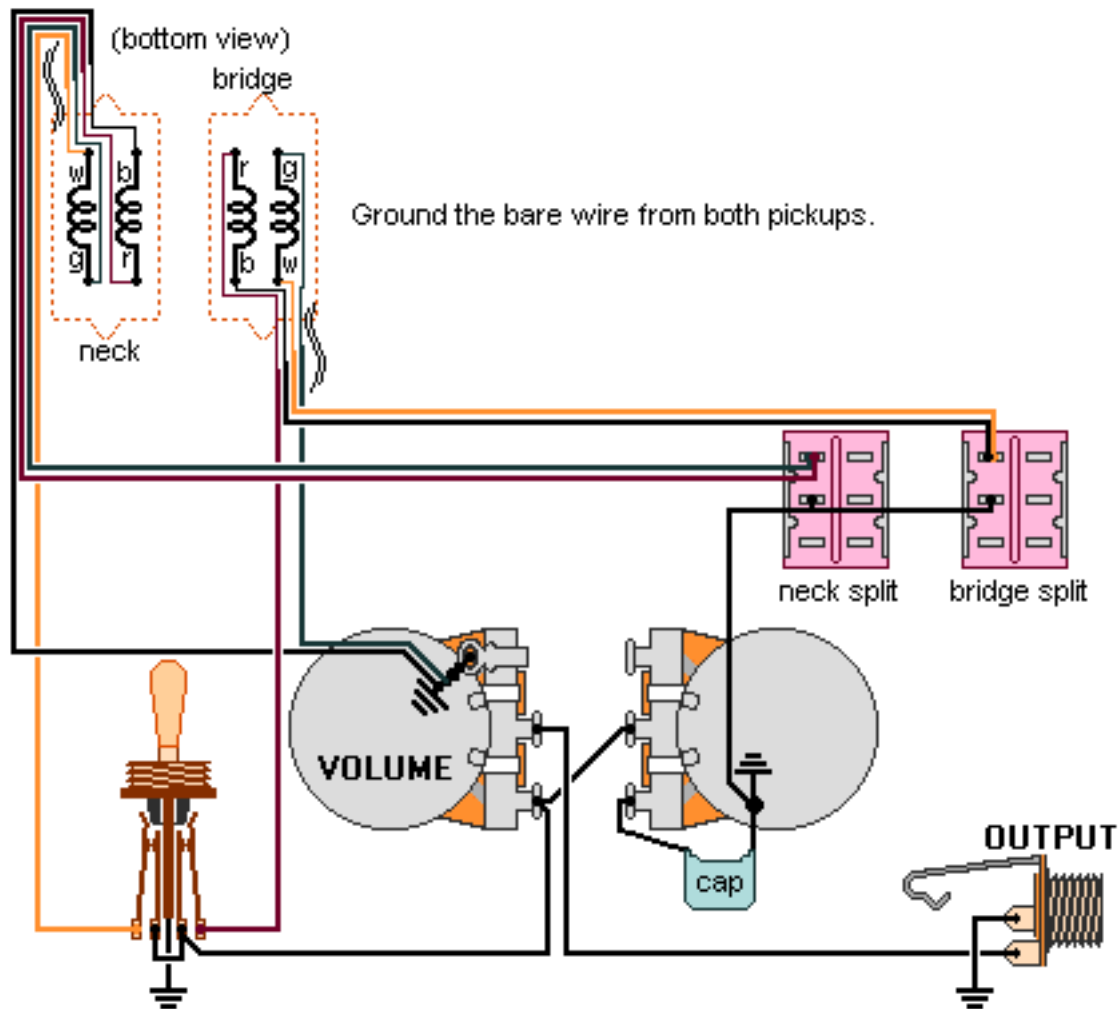 (bottom view)
bridge
w b
r g
g r
b w
Ground the bare wire from both pickups.
neck
neck split bridge split
VOLUME
OUTPUT
cap